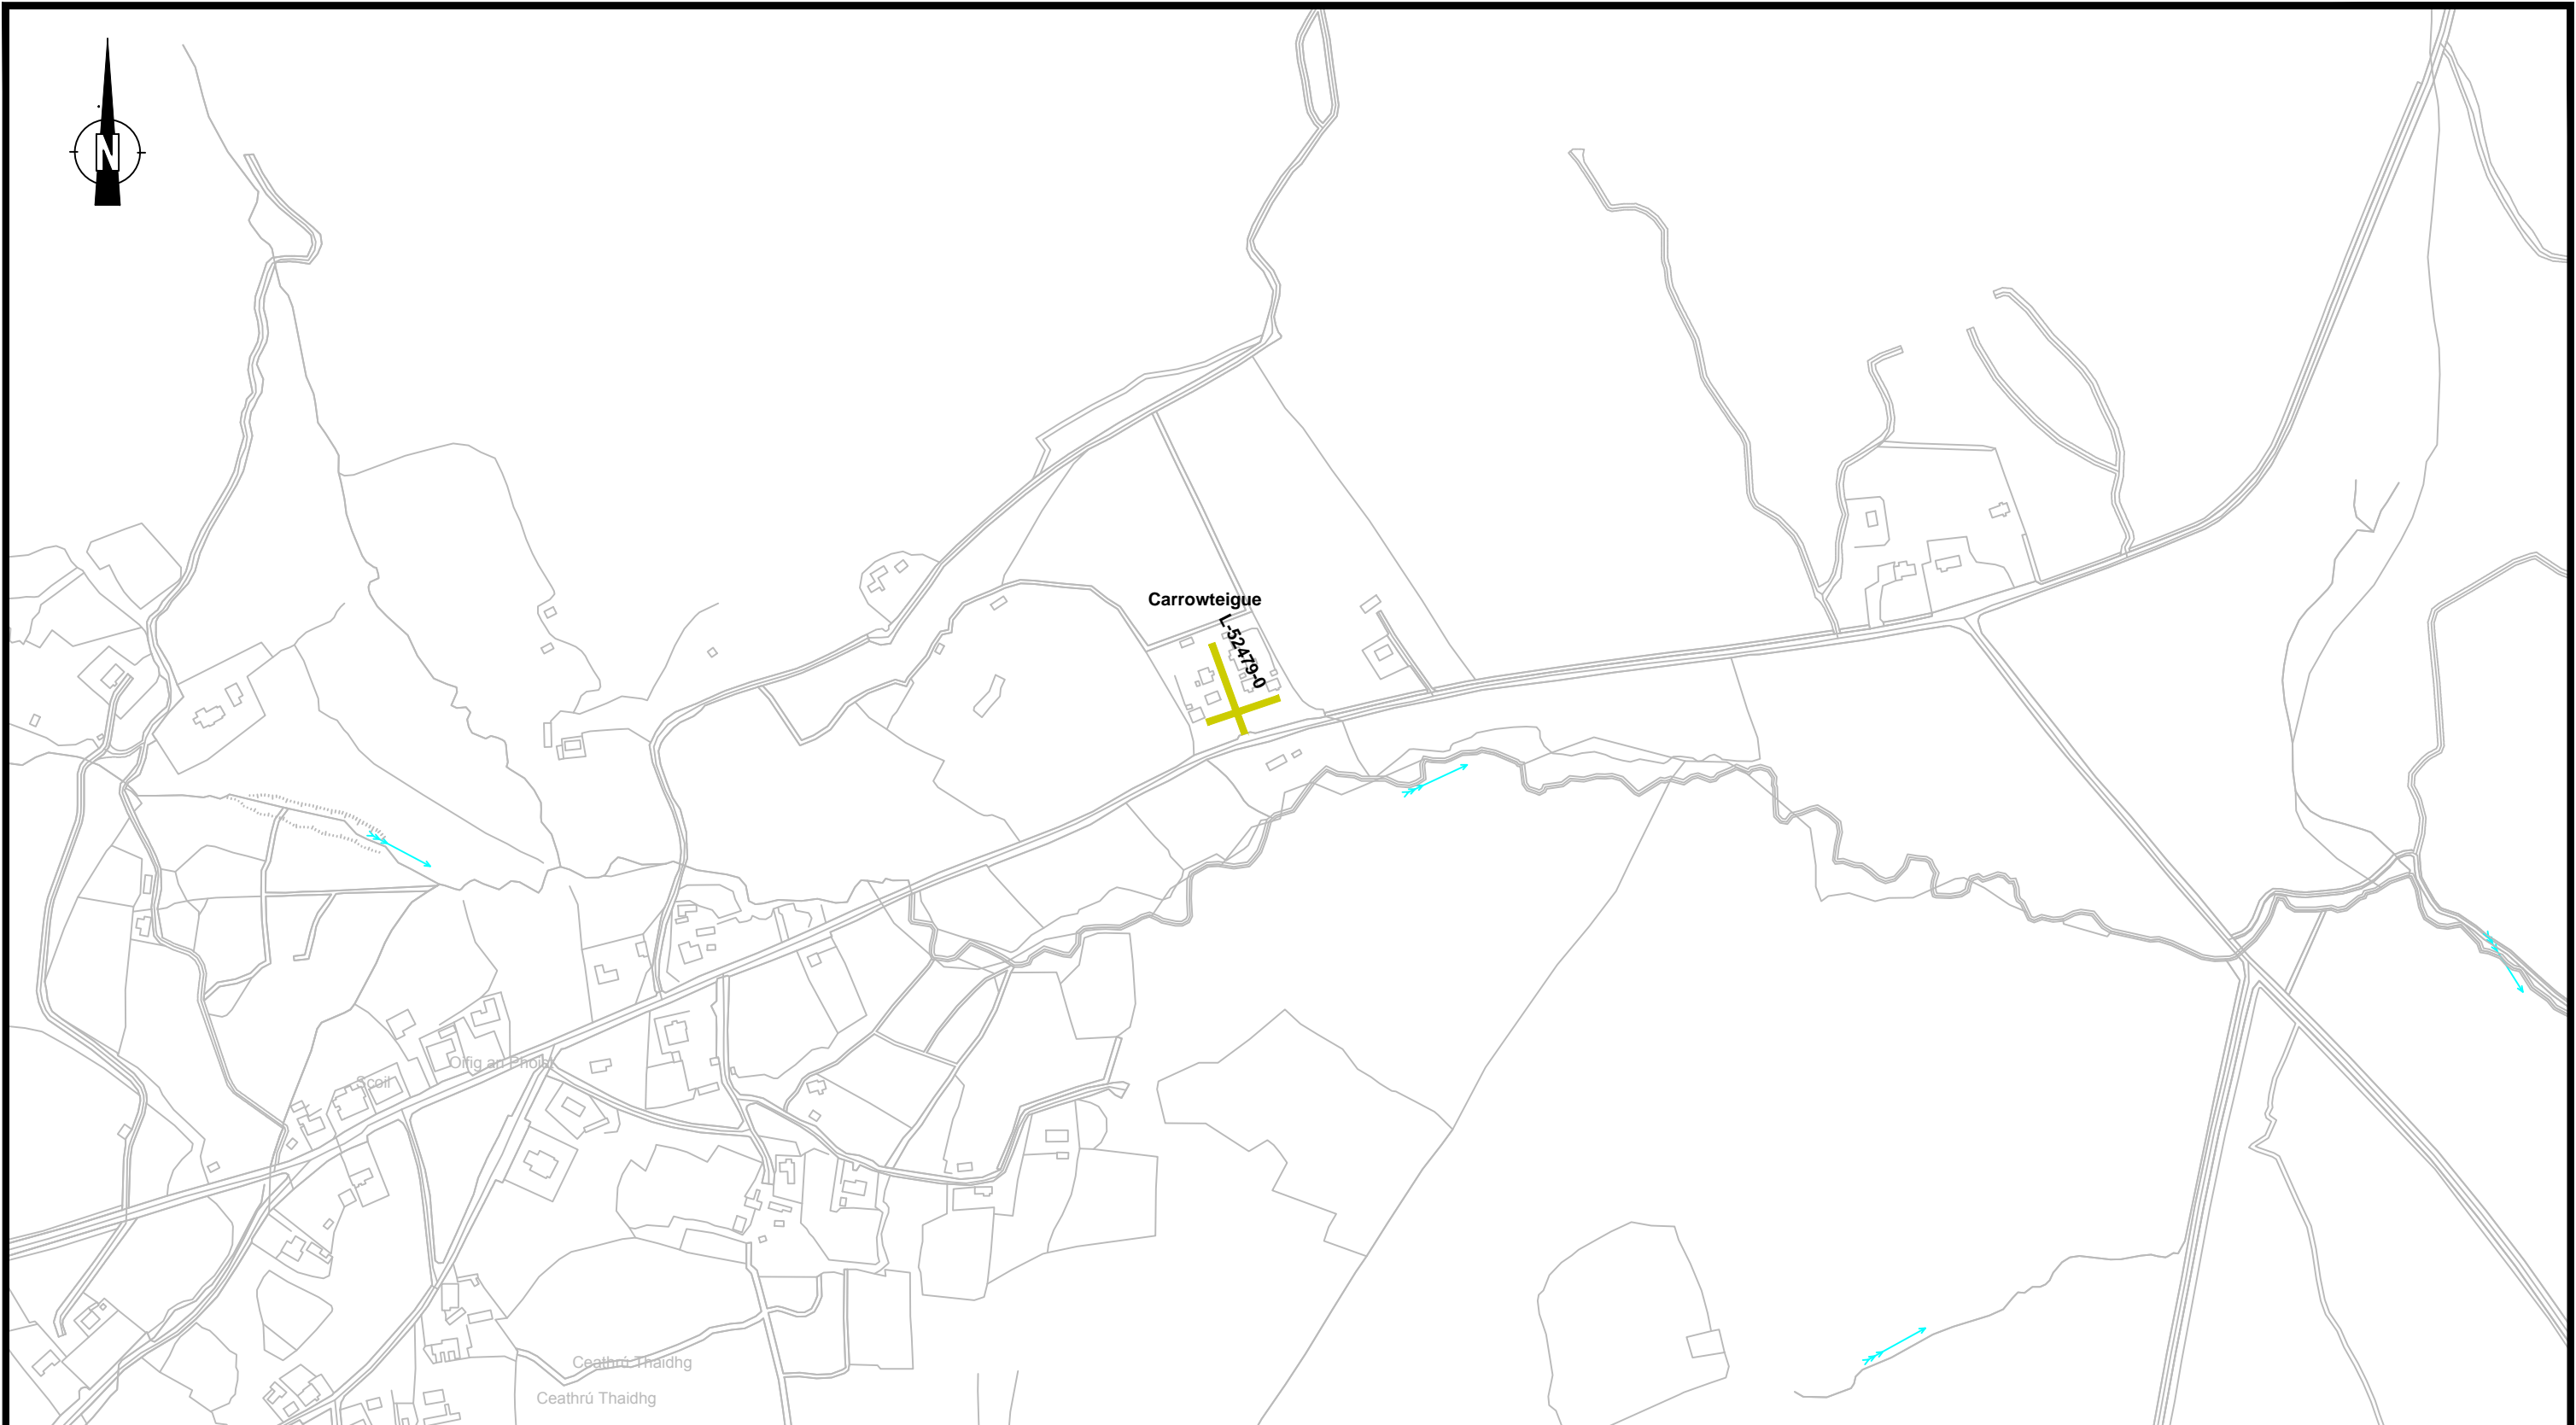 N
Carrowteigue
L-52479-0
Oifig an Phoist
Scoil
Ceathrú Thaidhg
Ceathrú Thaidhg